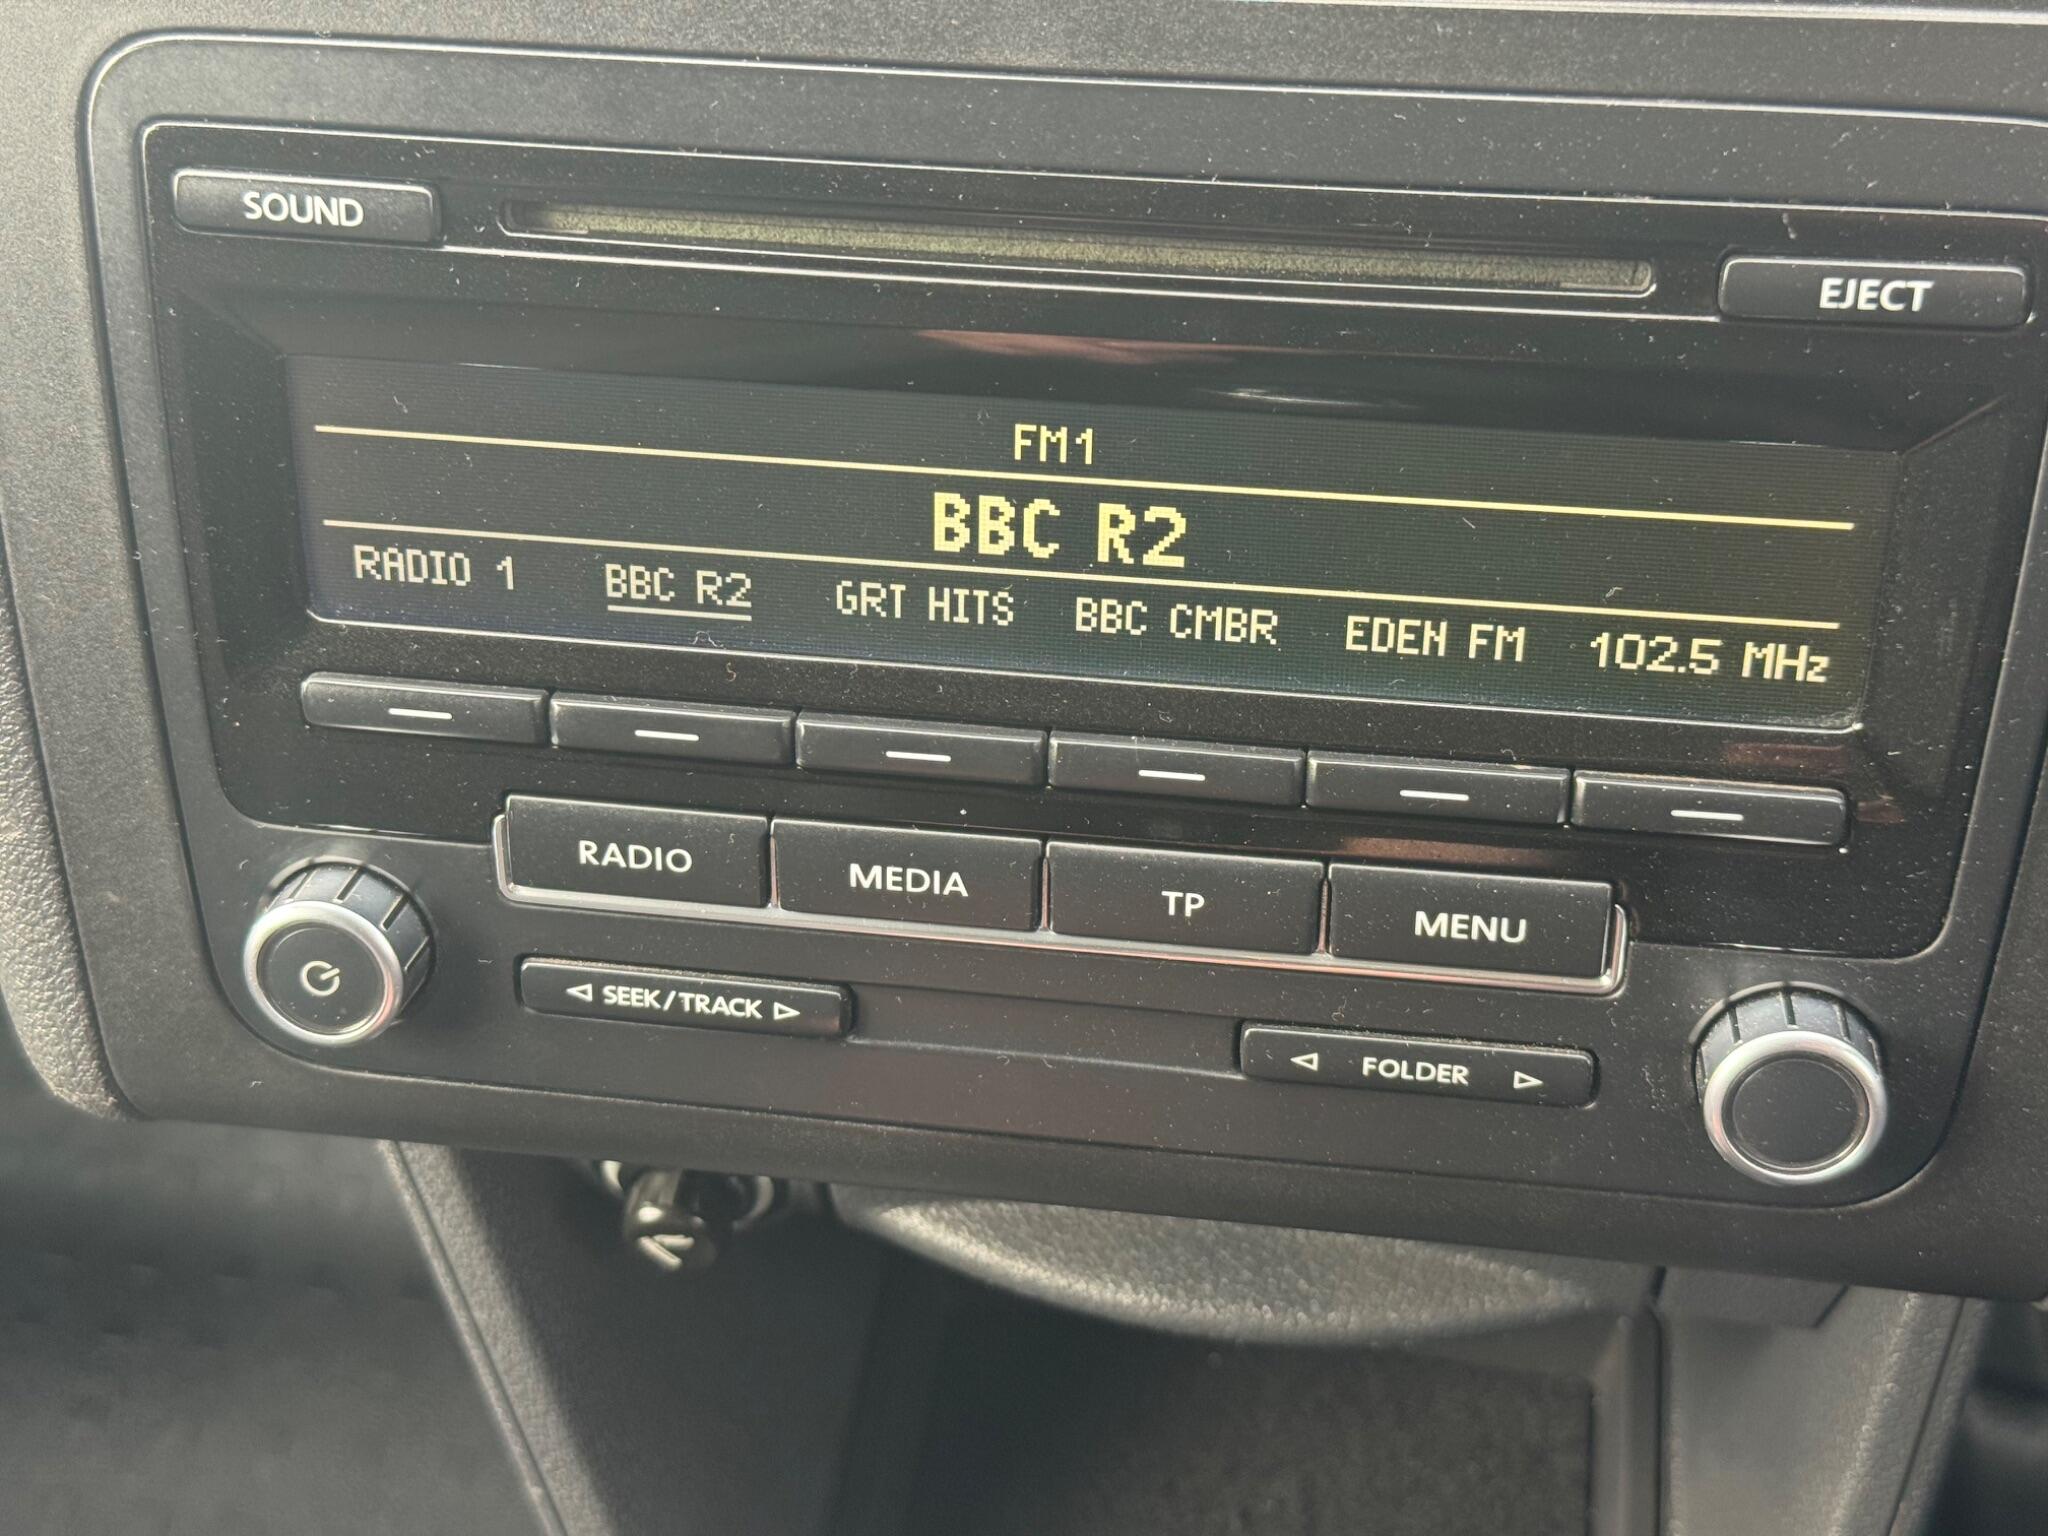 SOUND
EJECT
FM1
BBC R2
RADIO 1 BBC R2 GRT HITS BBC CMBR EDEN FM 102.5 MHz
RADIO MEDIA TP MENU
◁ SEEK/TRACK ▷
◁ FOLDER ▷